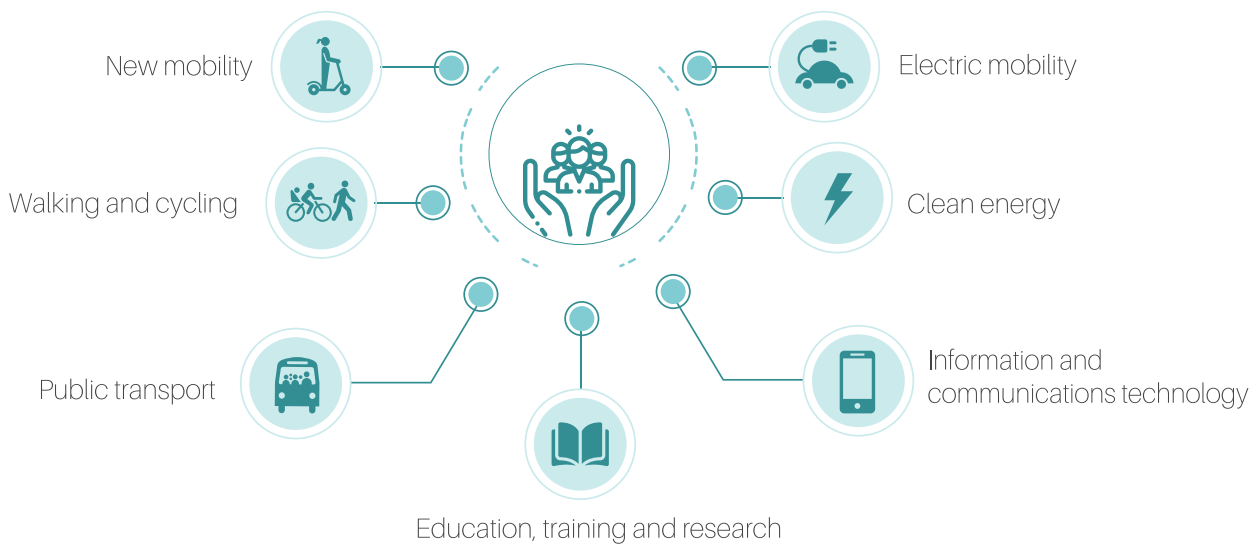 New mobility
Electric mobility
Walking and cycling
Clean energy
Public transport
Information and
communications technology
Education, training and research